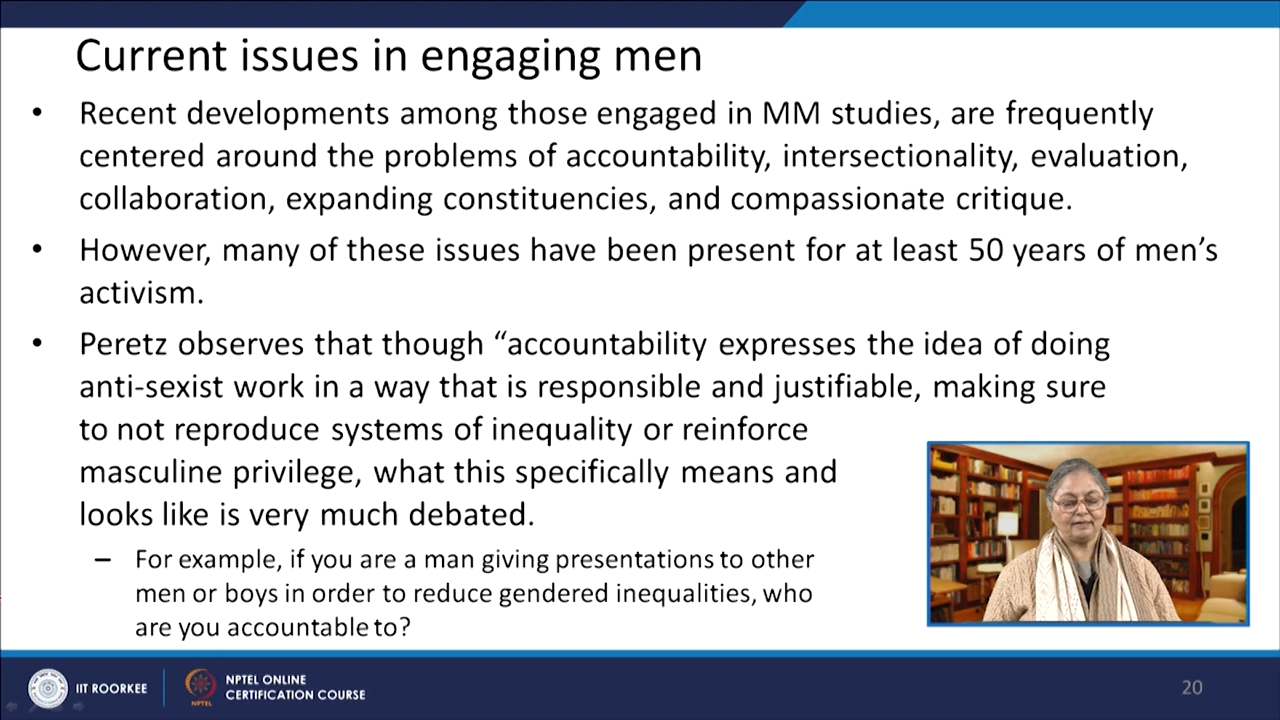 Current issues in engaging men
• Recent developments among those engaged in MM studies, are frequently
centered around the problems of accountability, intersectionality, evaluation,
collaboration, expanding constituencies, and compassionate critique.
• However, many of these issues have been present for at least 50 years of men’s
activism.
• Peretz observes that though “accountability expresses the idea of doing
anti-sexist work in a way that is responsible and justifiable, making sure
to not reproduce systems of inequality or reinforce
masculine privilege, what this specifically means and
looks like is very much debated.
– For example, if you are a man giving presentations to other
men or boys in order to reduce gendered inequalities, who
are you accountable to?
IIT ROORKEE
NPTEL
NPTEL ONLINE
CERTIFICATION COURSE
20